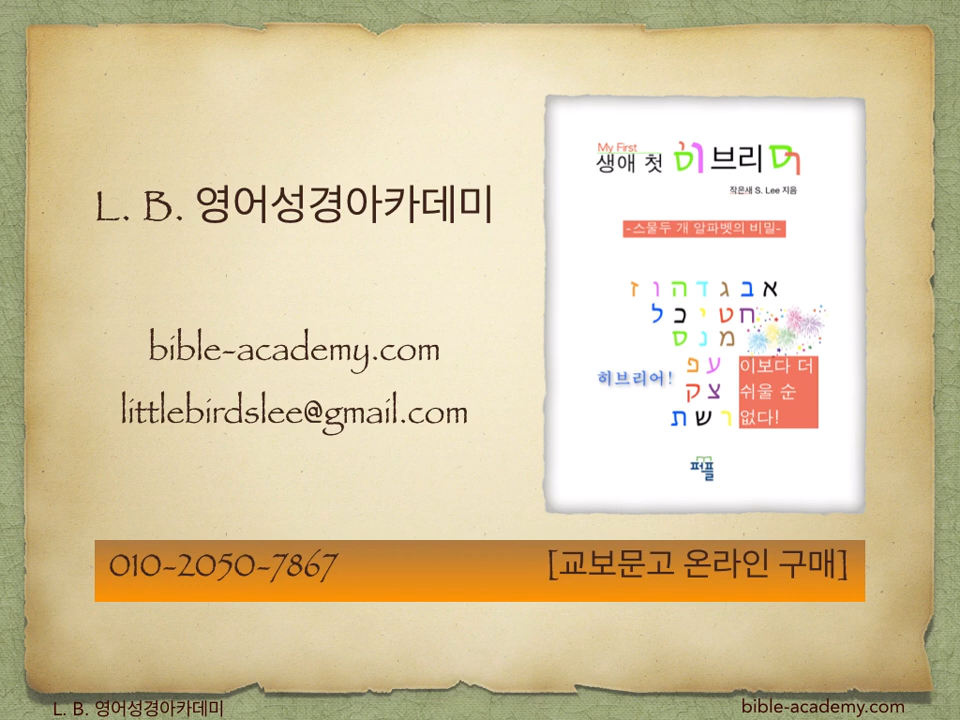 L. B. 영어성경아카데미
bible-academy.com
littlebirdslee@gmail.com
My First
생애 첫 히브리어
작은새 S. Lee 지음
-스물두 개 알파벳의 비밀-
א ב ג ד ה ו ז
ח ט י כ ל
מ נ ס
ע פ
צ ק
ר ש ת
히브리어!
이보다 더
쉬울 순
없다!
퍼플
010-2050-7867 [교보문고 온라인 구매]
L. B. 영어성경아카데미 bible-academy.com